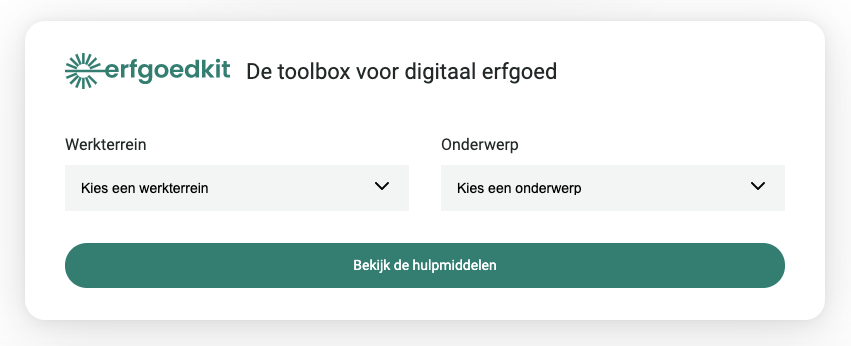 erfgoedkit De toolbox voor digitaal erfgoed
Werkterrein Onderwerp
Kies een werkterrein Kies een onderwerp
Bekijk de hulpmiddelen